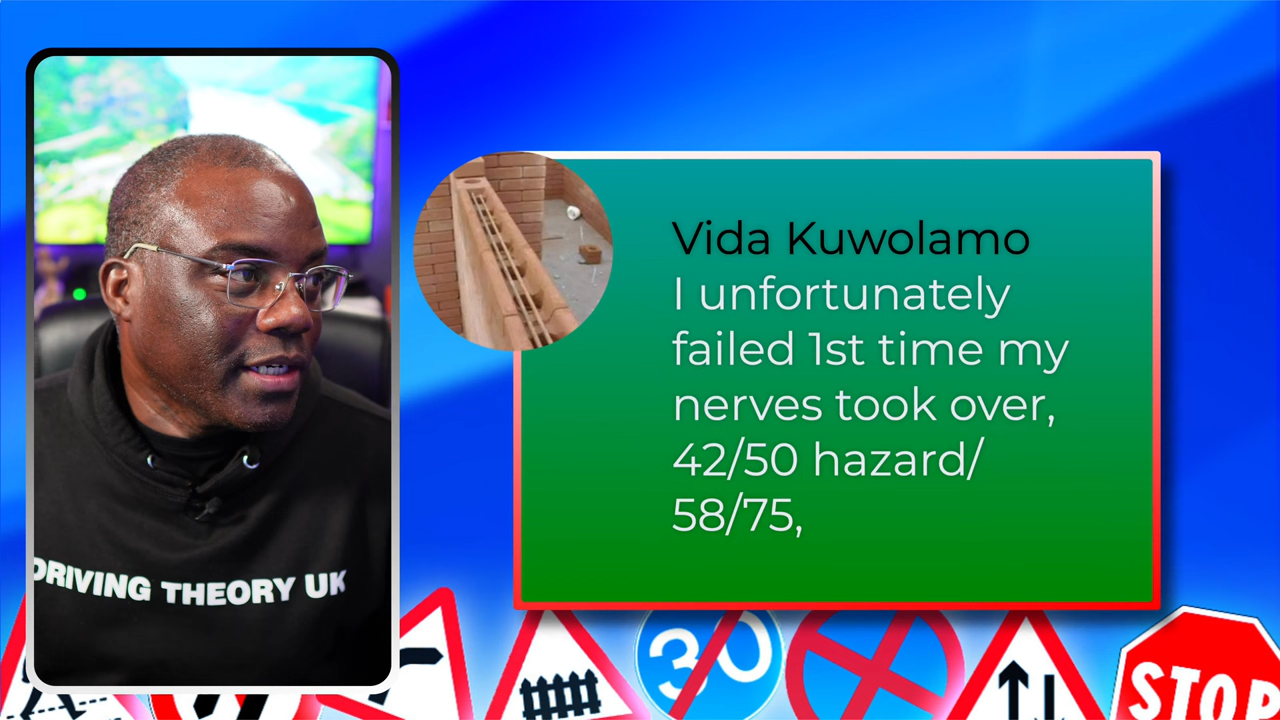 Vida Kuwolamo
I unfortunately
failed 1st time my
nerves took over,
42/50 hazard/
58/75,
DRIVING THEORY UK
30
STOP